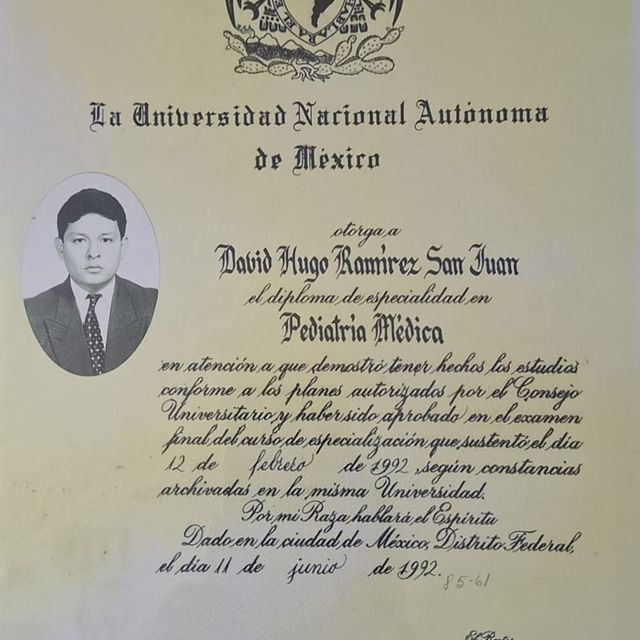 La Universidad Nacional Autónoma
de México
otorga a
David Hugo Ramírez San Juan
el diploma de especialidad en
Pediatría Médica
en atención a que demostró tener hechos los estudios
conforme a los planes autorizados por el Consejo
Universitario y haber sido aprobado en el examen
final del curso de especialización que sustentó el día
12 de febrero de 1992, según constancias
archivadas en la misma Universidad.
Por mi Raza hablará el Espíritu
Dado en la ciudad de México, Distrito Federal,
el día 11 de junio de 1992.
85-61
El Rector